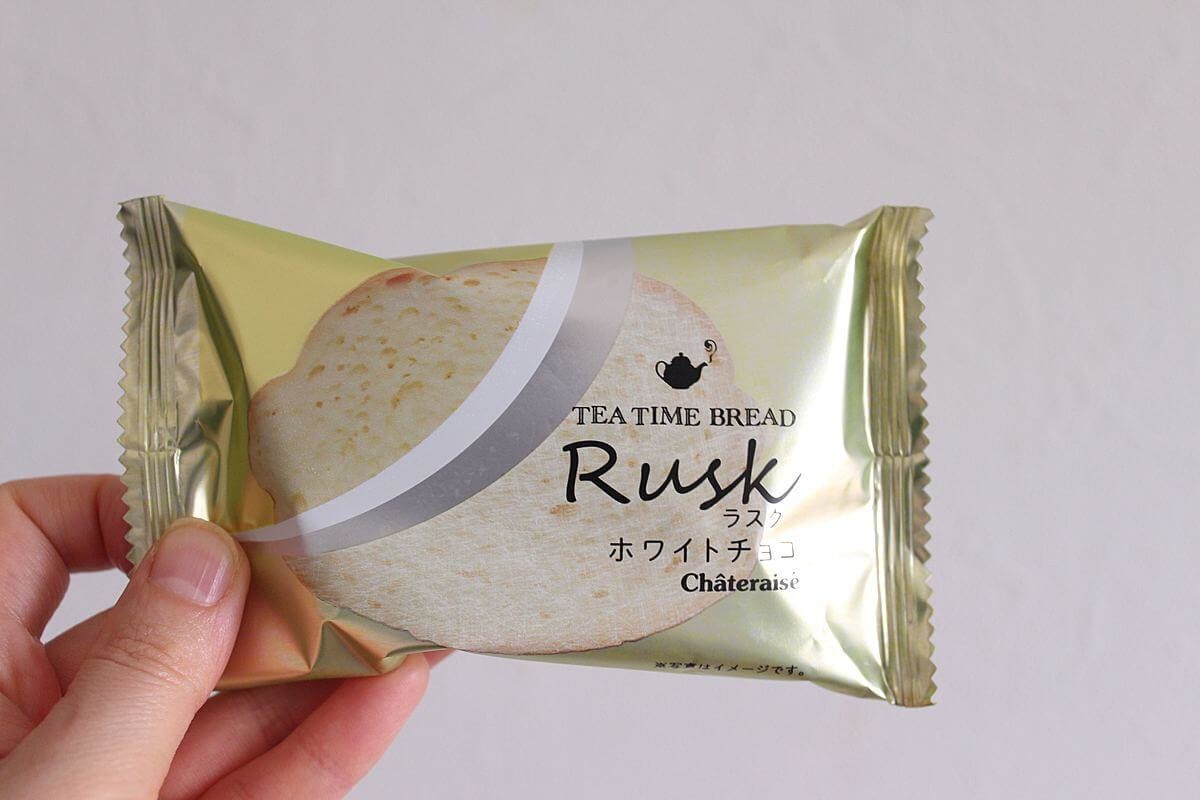 TEA TIME BREAD
Rusk
ラスク
ホワイトチョコ
Châteraisé
※写真はイメージです。